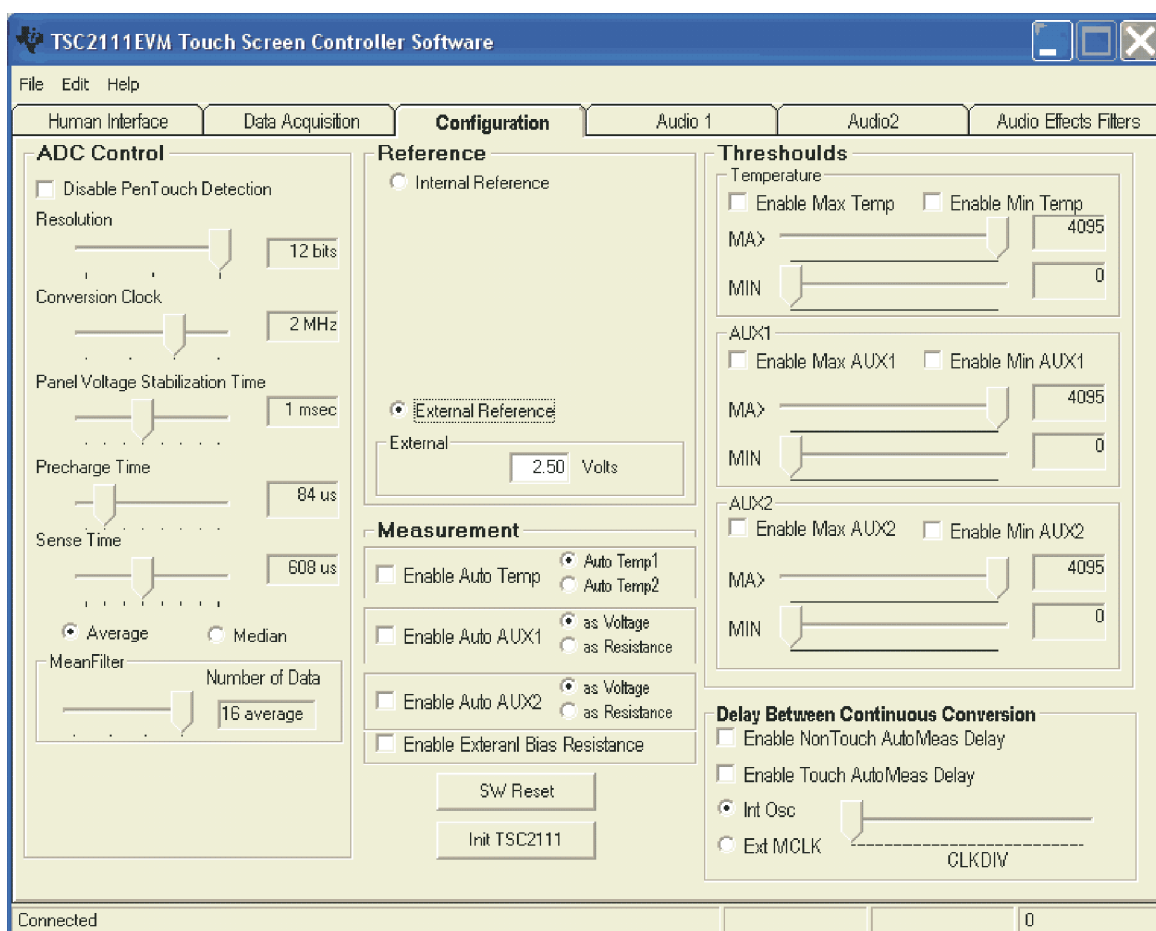 TSC2111EVM Touch Screen Controller Software
File Edit Help
Human Interface Data Acquisition Configuration Audio 1 Audio2 Audio Effects Filters
ADC Control
Disable PenTouch Detection
Resolution
12 bits
Conversion Clock
2 MHz
Panel Voltage Stabilization Time
1 msec
Precharge Time
84 us
Sense Time
608 us
Average Median
MeanFilter
Number of Data
16 average
Reference
Internal Reference
External Reference
External
2.50 Volts
Measurement
Enable Auto Temp
Auto Temp1
Auto Temp2
Enable Auto AUX1
as Voltage
as Resistance
Enable Auto AUX2
as Voltage
as Resistance
Enable Exteranl Bias Resistance
SW Reset
Init TSC2111
Threshoulds
Temperature
Enable Max Temp Enable Min Temp
MAX 4095
MIN 0
AUX1
Enable Max AUX1 Enable Min AUX1
MAX 4095
MIN 0
AUX2
Enable Max AUX2 Enable Min AUX2
MAX 4095
MIN 0
Delay Between Continuous Conversion
Enable NonTouch AutoMeas Delay
Enable Touch AutoMeas Delay
Int Osc
Ext MCLK
CLKDIV
Connected 0